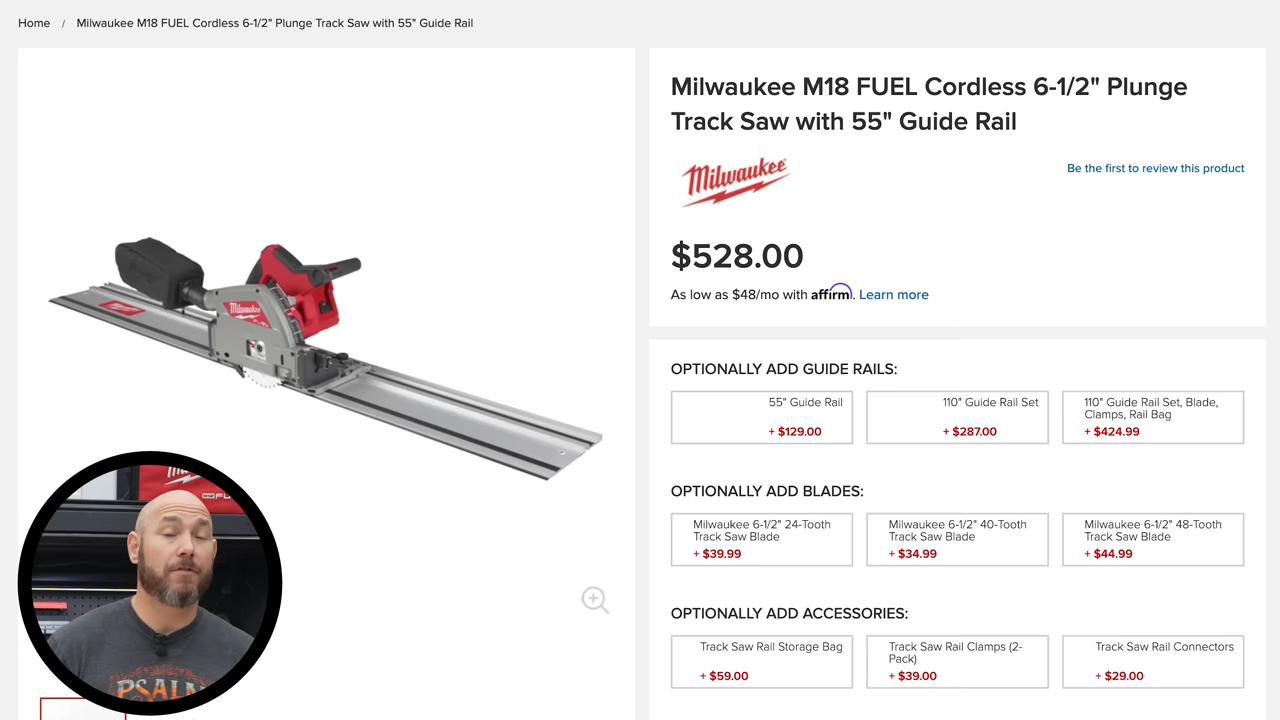 Home / Milwaukee M18 FUEL Cordless 6-1/2" Plunge Track Saw with 55" Guide Rail
Milwaukee M18 FUEL Cordless 6-1/2" Plunge
Track Saw with 55" Guide Rail
Milwaukee
Be the first to review this product
$528.00
As low as $48/mo with affirm. Learn more
OPTIONALLY ADD GUIDE RAILS:
55" Guide Rail
+ $129.00
110" Guide Rail Set
+ $287.00
110" Guide Rail Set, Blade,
Clamps, Rail Bag
+ $424.99
OPTIONALLY ADD BLADES:
Milwaukee 6-1/2" 24-Tooth
Track Saw Blade
+ $39.99
Milwaukee 6-1/2" 40-Tooth
Track Saw Blade
+ $34.99
Milwaukee 6-1/2" 48-Tooth
Track Saw Blade
+ $44.99
OPTIONALLY ADD ACCESSORIES:
Track Saw Rail Storage Bag
+ $59.00
Track Saw Rail Clamps (2-
Pack)
+ $39.00
Track Saw Rail Connectors
+ $29.00
Milwaukee
PSALM